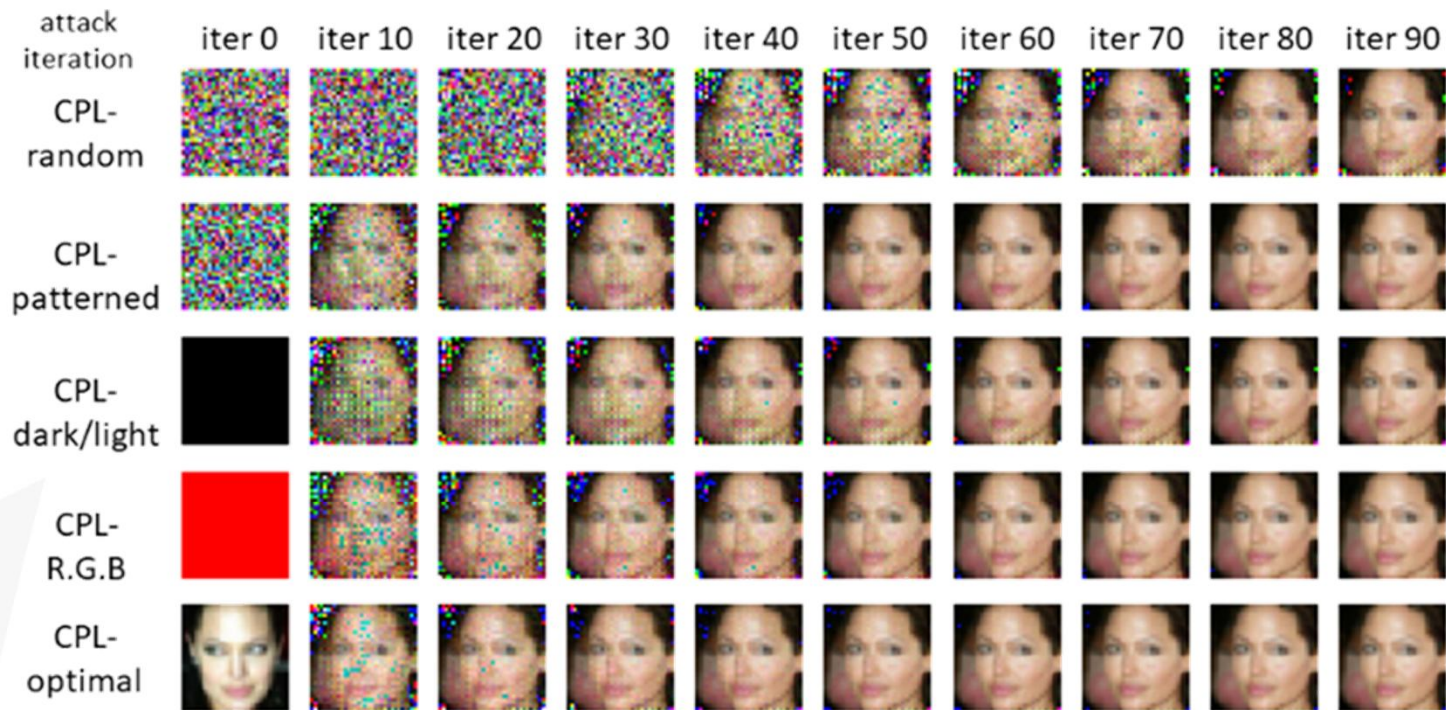 attack
iteration
iter 0 iter 10 iter 20 iter 30 iter 40 iter 50 iter 60 iter 70 iter 80 iter 90
CPL-
random
CPL-
patterned
CPL-
dark/light
CPL-
R.G.B
CPL-
optimal